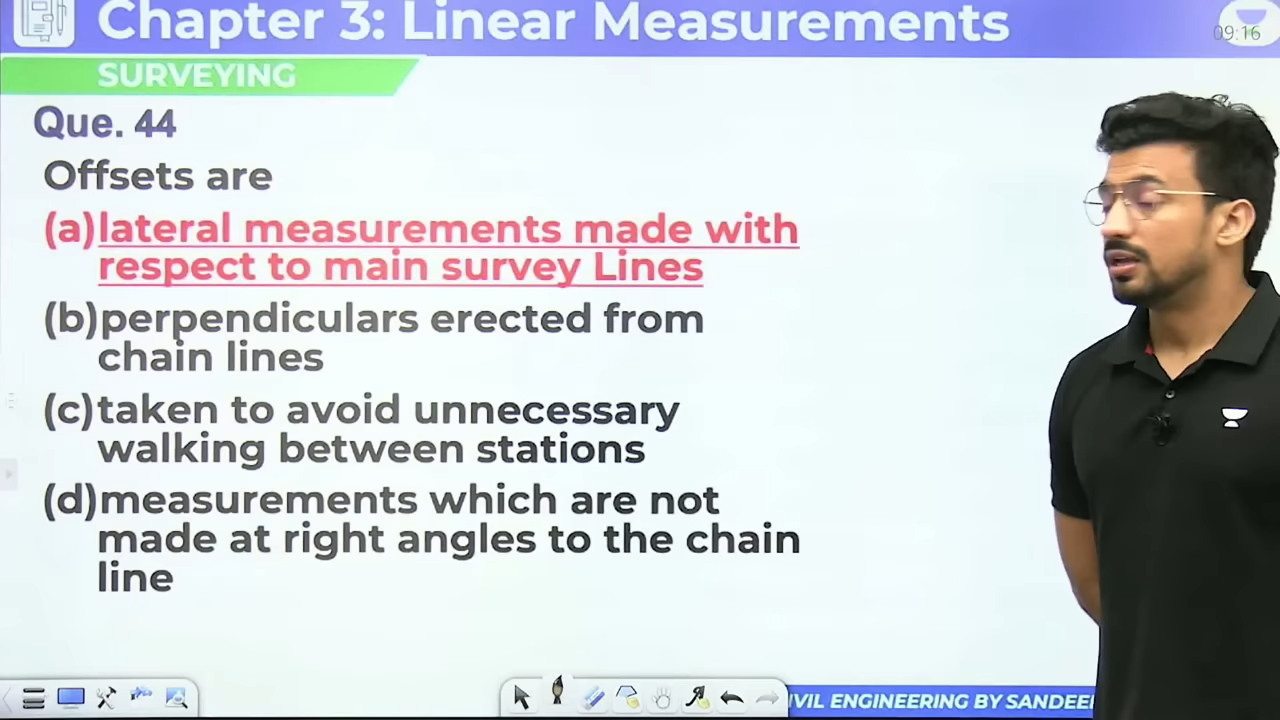 Chapter 3: Linear Measurements
09:16
SURVEYING
Que. 44
Offsets are
(a)lateral measurements made with
respect to main survey Lines
(b)perpendiculars erected from
chain lines
(c)taken to avoid unnecessary
walking between stations
(d)measurements which are not
made at right angles to the chain
line
ENGINEERING BY